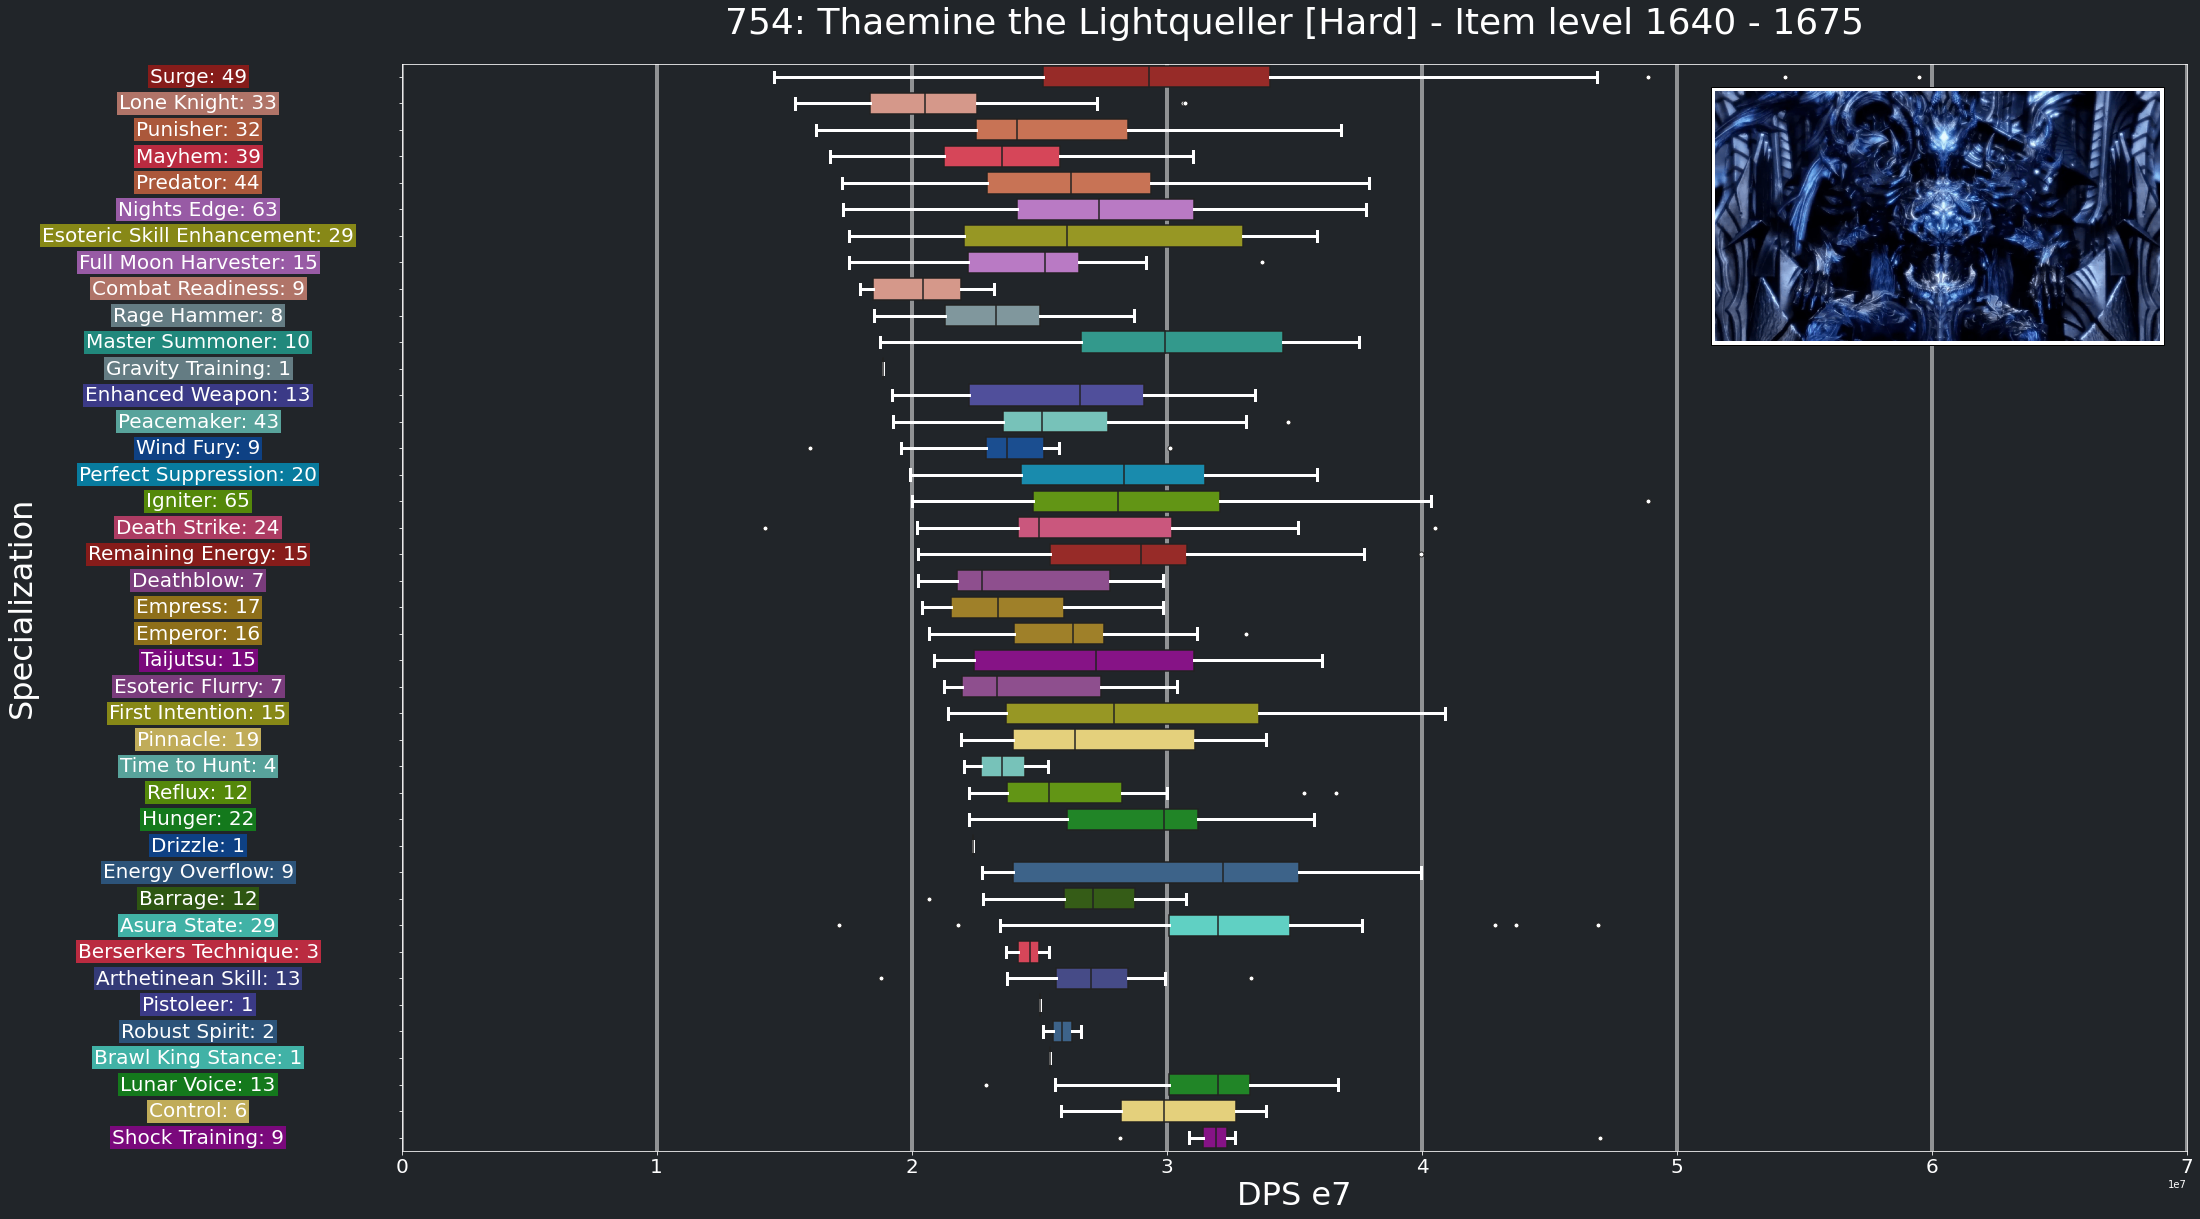 754: Thaemine the Lightqueller [Hard] - Item level 1640 - 1675
Specialization
Surge: 49
Lone Knight: 33
Punisher: 32
Mayhem: 39
Predator: 44
Nights Edge: 63
Esoteric Skill Enhancement: 29
Full Moon Harvester: 15
Combat Readiness: 9
Rage Hammer: 8
Master Summoner: 10
Gravity Training: 1
Enhanced Weapon: 13
Peacemaker: 43
Wind Fury: 9
Perfect Suppression: 20
Igniter: 65
Death Strike: 24
Remaining Energy: 15
Deathblow: 7
Empress: 17
Emperor: 16
Taijutsu: 15
Esoteric Flurry: 7
First Intention: 15
Pinnacle: 19
Time to Hunt: 4
Reflux: 12
Hunger: 22
Drizzle: 1
Energy Overflow: 9
Barrage: 12
Asura State: 29
Berserkers Technique: 3
Arthetinean Skill: 13
Pistoleer: 1
Robust Spirit: 2
Brawl King Stance: 1
Lunar Voice: 13
Control: 6
Shock Training: 9
0 1 2 3 4 5 6 7
1e7
DPS e7